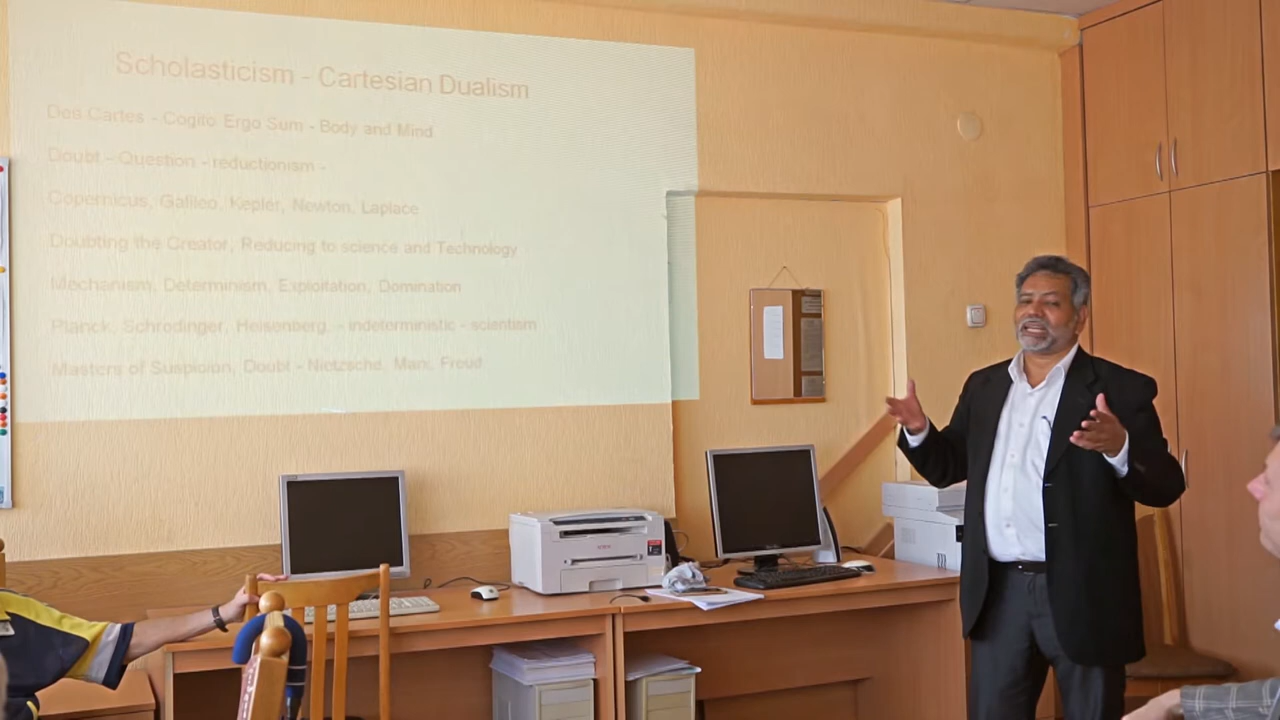 Scholasticism - Cartesian Dualism
Des Cartes - Cogito Ergo Sum - Body and Mind
Doubt - Question - reductionism -
Copernicus, Galileo, Kepler, Newton, Laplace
Doubting the Creator, Reducing to science and Technology
Mechanism, Determinism, Exploitation, Domination
Planck, Schrodinger, Heisenberg, - indeterministic - scientism
Masters of Suspicion, Doubt - Nietzsche, Marx, Freud